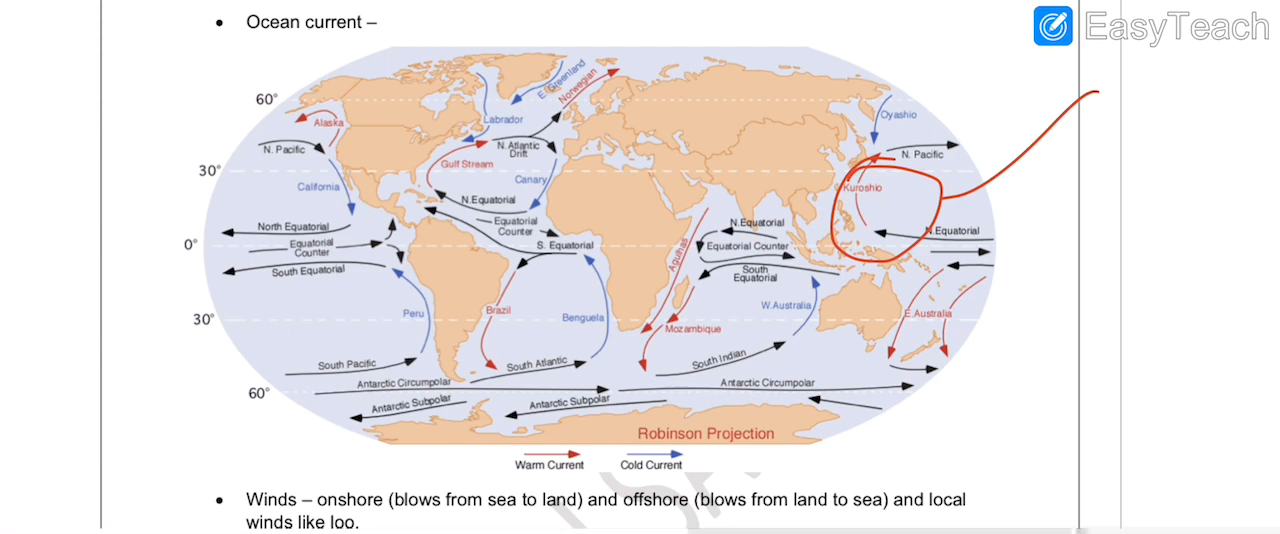 • Ocean current –
EasyTeach
E. Greenland
Norwegian
60°
Alaska
Labrador
Oyashio
N. Pacific
N. Atlantic
Drift
N. Pacific
Gulf Stream
30°
California
Canary
Kuroshio
N.Equatorial
North Equatorial
Equatorial
Counter
N.Equatorial
N.Equatorial
0°
Equatorial
Counter
S. Equatorial
Equatorial Counter
Agulhas
South Equatorial
South
Equatorial
30°
Peru
Brazil
Benguela
W.Australia
E.Australia
Mozambique
South Pacific
South Atlantic
South Indian
60°
Antarctic Circumpolar
Antarctic Circumpolar
Antarctic Subpolar
Antarctic Subpolar
Robinson Projection
Warm Current
Cold Current
• Winds – onshore (blows from sea to land) and offshore (blows from land to sea) and local
winds like loo.